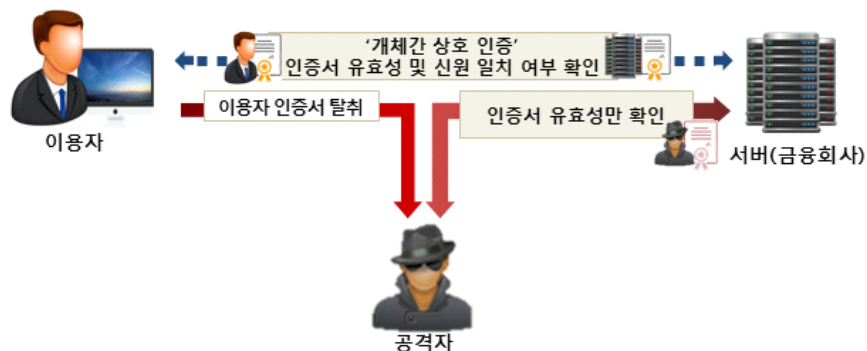 ‘개체간 상호 인증’
인증서 유효성 및 신원 일치 여부 확인
이용자 인증서 탈취
인증서 유효성만 확인
이용자
서버(금융회사)
공격자